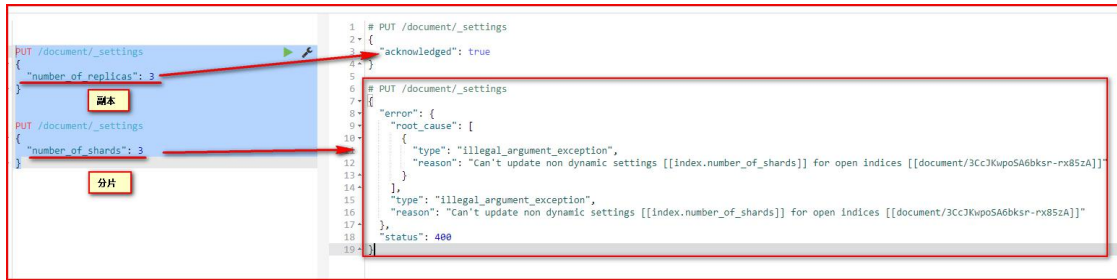 PUT /document/_settings
{
"number_of_replicas": 3
}
副本
PUT /document/_settings
{
"number_of_shards": 3
}
分片
1 # PUT /document/_settings
2 {
3 "acknowledged": true
4 }
5
6 # PUT /document/_settings
7 {
8 "error": {
9 "root_cause": [
10 {
11 "type": "illegal_argument_exception",
12 "reason": "Can't update non dynamic settings [[index.number_of_shards]] for open indices [[document/3CcJKwpoSA6bksr-rx85zA]]"
13 }
14 ],
15 "type": "illegal_argument_exception",
16 "reason": "Can't update non dynamic settings [[index.number_of_shards]] for open indices [[document/3CcJKwpoSA6bksr-rx85zA]]"
17 },
18 "status": 400
19 }